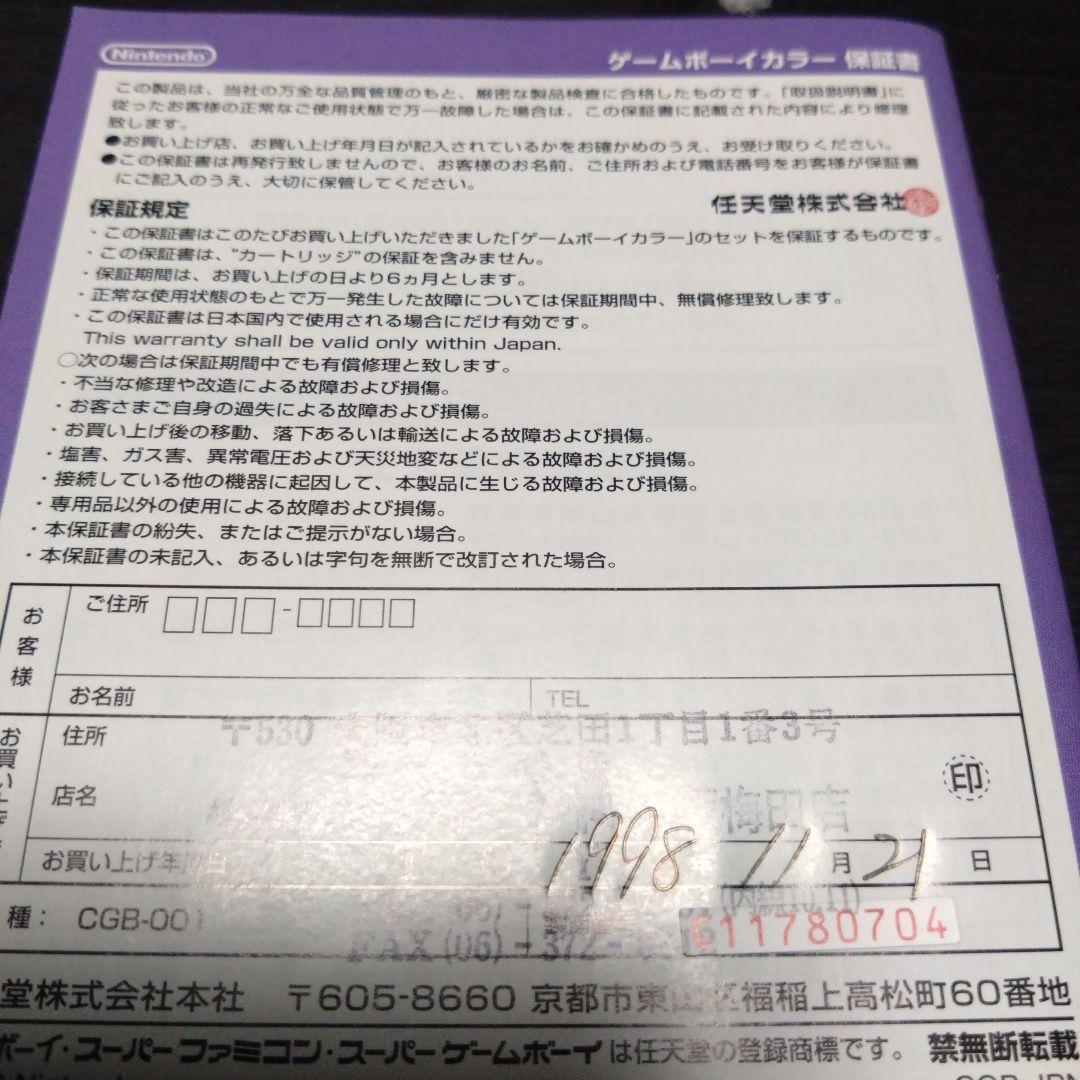 Nintendo
ゲームボーイカラー 保証書
この製品は、当社の万全な品質管理のもと、厳密な製品検査に合格したものです。「取扱説明書」に
従ったお客様の正常なご使用状態で万一故障した場合は、この保証書に記載された内容により修理
致します。
●お買い上げ店、お買い上げ年月日が記入されているかをお確かめのうえ、お受け取りください。
●この保証書は再発行致しませんので、お客様のお名前、ご住所および電話番号をお客様が保証書
にご記入のうえ、大切に保管してください。
任天堂株式会社
保証規定
・この保証書はこのたびお買い上げいただきました「ゲームボーイカラー」のセットを保証するものです。
・この保証書は、“カートリッジ”の保証を含みません。
・保証期間は、お買い上げの日より6ヵ月とします。
・正常な使用状態のもとで万一発生した故障については保証期間中、無償修理致します。
・この保証書は日本国内で使用される場合にだけ有効です。
This warranty shall be valid only within Japan.
○次の場合は保証期間中でも有償修理と致します。
・不当な修理や改造による故障および損傷。
・お客さまご自身の過失による故障および損傷。
・お買い上げ後の移動、落下あるいは輸送による故障および損傷。
・塩害、ガス害、異常電圧および天災地変などによる故障および損傷。
・接続している他の機器に起因して、本製品に生じる故障および損傷。
・専用品以外の使用による故障および損傷。
・本保証書の紛失、またはご提示がない場合。
・本保証書の未記入、あるいは字句を無断で改訂された場合。
お客様
ご住所
お名前
TEL
お買い上げ
住所
〒530 区芝田1丁目1番3号
店名
梅田店
印
お買い上げ年月日
1998年 11月 21日
種： CGB-001
C11780704
FAX (06)-372-
堂株式会社本社 〒605-8660 京都市東山区福稲上高松町60番地
ボーイ・スーパーファミコン・スーパーゲームボーイは任天堂の登録商標です。 禁無断転載